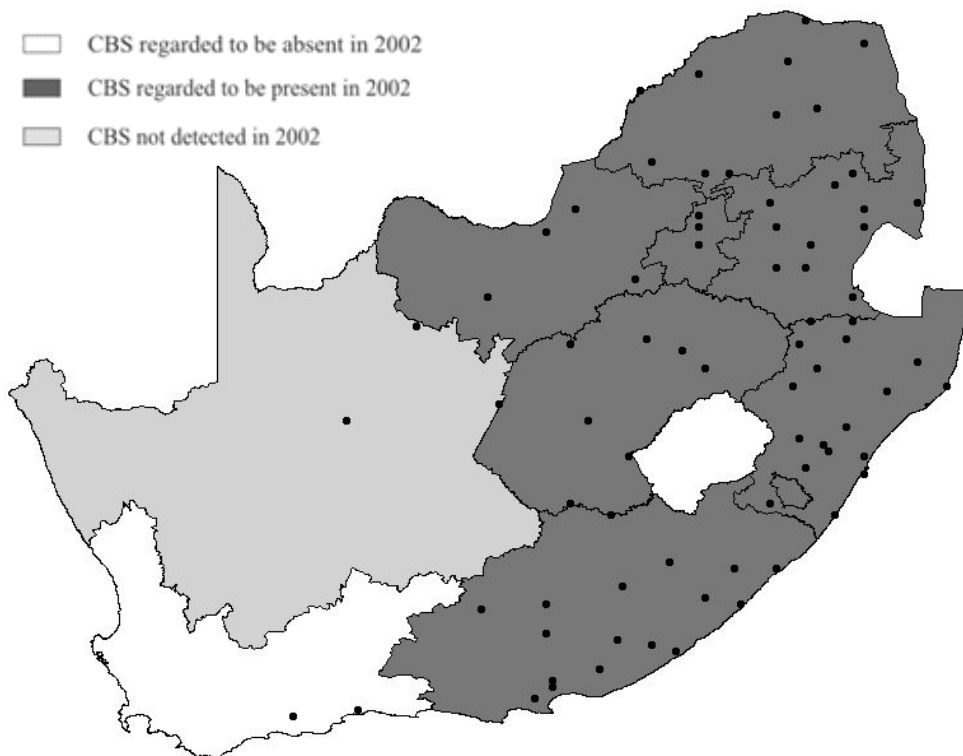 CBS regarded to be absent in 2002
CBS regarded to be present in 2002
CBS not detected in 2002